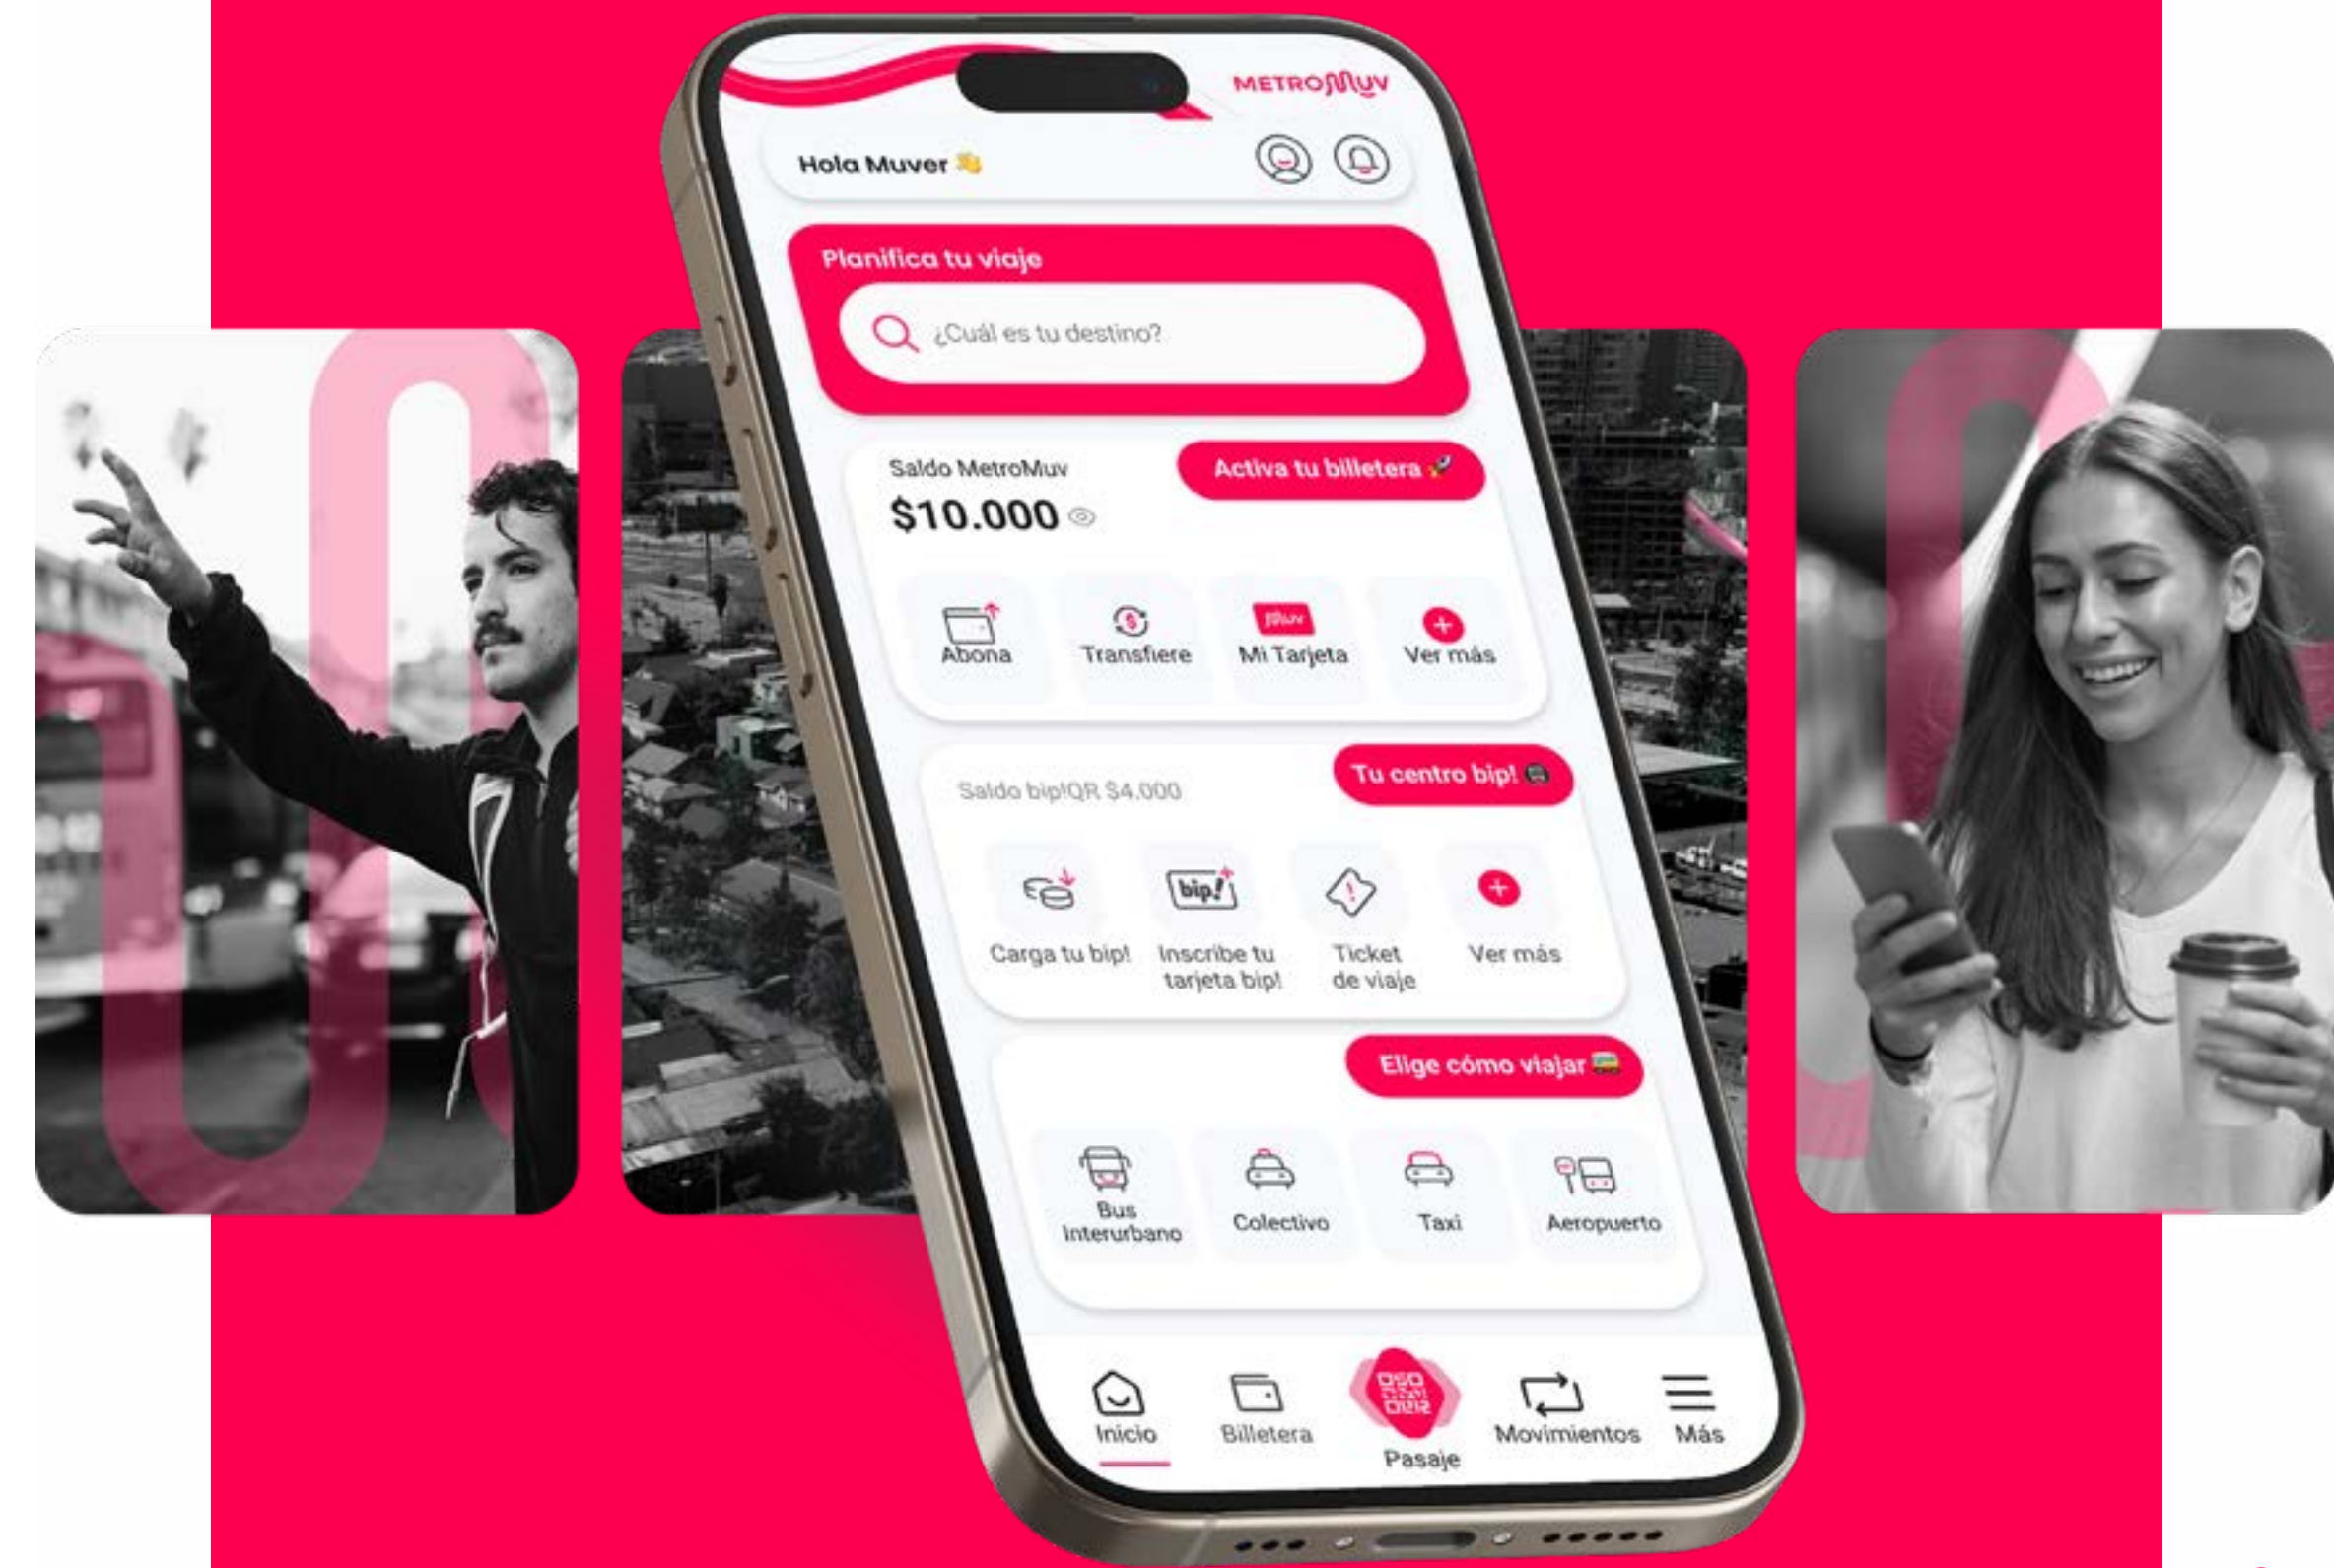 METROMUV
Hola Muver
Planifica tu viaje
¿Cuál es tu destino?
Saldo MetroMuv
Activa tu billetera
$10.000
Muv
Abona
Transfiere
Mi Tarjeta
Ver más
Saldo bip!QR $4.000
Tu centro bip!
bip!
Carga tu bip!
Inscribe tu
tarjeta bip!
Ticket
de viaje
Ver más
Elige cómo viajar
Bus
Interurbano
Colectivo
Taxi
Aeropuerto
Inicio
Billetera
Pasaje
Movimientos
Más